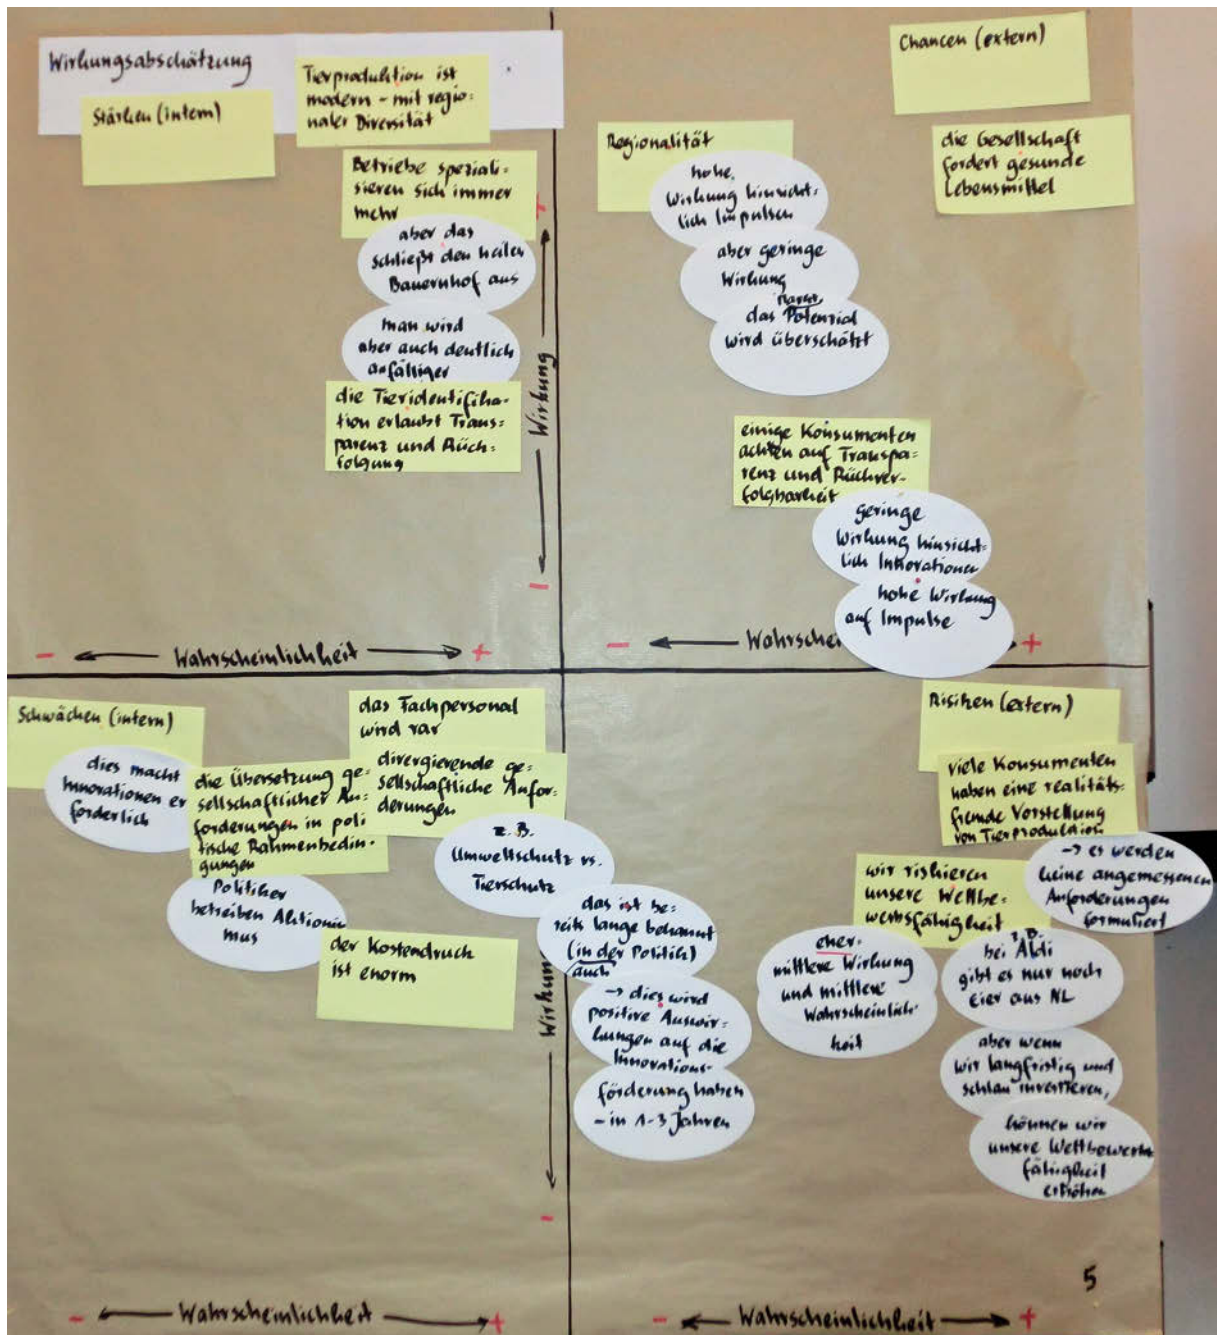 Wirkungsabschätzung
Stärken (intern)
Tierproduktion ist
modern - mit regio-
naler Diversität
Betriebe speziali-
sieren sich immer
mehr
aber das
schließt den heilen
Bauernhof aus
man wird
aber auch deutlich
anfälliger
die Tieridentifika-
tion erlaubt Trans-
parenz und Rück-
folgung
+
Wirkung
-
- Wahrscheinlichkeit +
Chancen (extern)
Regionalität
hohe
Wirkung hinsicht-
lich Impulsen
aber geringe
Wirkung
das Potenzial
wird überschätzt
die Gesellschaft
fordert gesunde
Lebensmittel
einige Konsumenten
achten auf Transpa-
renz und Rückver-
folgbarkeit
geringe
Wirkung hinsicht-
lich Innovationen
hohe Wirkung
auf Impulse
- Wahrschei +
Schwächen (intern)
dies macht
Innovationen er
forderlich
die Übersetzung ge-
sellschaftlicher An-
forderungen in poli
tische Rahmenbedin-
gungen
Politiker
betreiben Aktionis
mus
das Fachpersonal
wird rar
divergierende ge-
sellschaftliche Anfor-
derungen
z.B.
Umweltschutz vs.
Tierschutz
das ist be-
reits lange bekannt
(in der Politik)
auch
→ dies wird
positive Auswir-
kungen auf die
Innovations-
förderung haben
- in 1-3 Jahren
der Kostendruck
ist enorm
Wirkun
-
- Wahrscheinlichkeit +
Risiken (extern)
viele Konsumenten
haben eine realitäts-
fremde Vorstellung
von Tierproduktion
→ es werden
keine angemessenen
Anforderungen
formuliert
wir riskieren
unsere Wettbe-
werbsfähigkeit
eher
mittlere Wirkung
und mittlere
Wahrscheinlich-
keit
z.B.
bei Aldi
gibt es nur noch
Eier aus NL
aber wenn
wir langfristig und
schlau investieren,
können wir
unsere Wettbewerbs
fähigkeit
erhöhen
5
- Wahrscheinlichkeit +